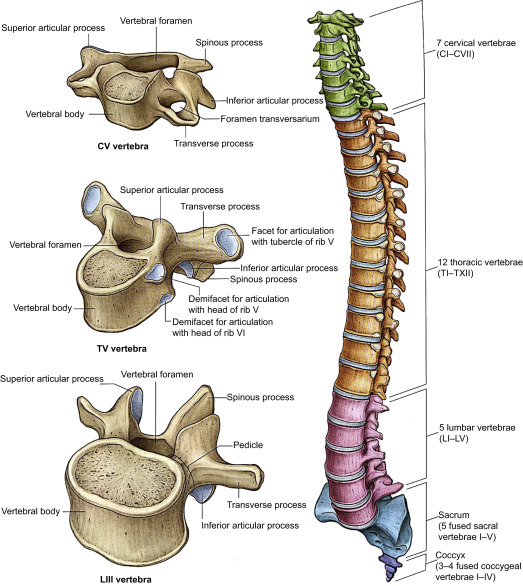 Vertebral foramen
Superior articular process
Spinous process
Inferior articular process
Foramen transversarium
Vertebral body
Transverse process
CV vertebra
Superior articular process
Transverse process
Facet for articulation
with tubercle of rib V
Vertebral foramen
Inferior articular process
Spinous process
Vertebral body
Demifacet for articulation
with head of rib V
Demifacet for articulation
with head of rib VI
TV vertebra
Vertebral foramen
Superior articular process
Spinous process
Pedicle
Transverse process
Vertebral body
Inferior articular process
LIII vertebra
7 cervical vertebrae
(CI–CVII)
12 thoracic vertebrae
(TI–TXII)
5 lumbar vertebrae
(LI–LV)
Sacrum
(5 fused sacral
vertebrae I–V)
Coccyx
(3–4 fused coccygeal
vertebrae I–IV)